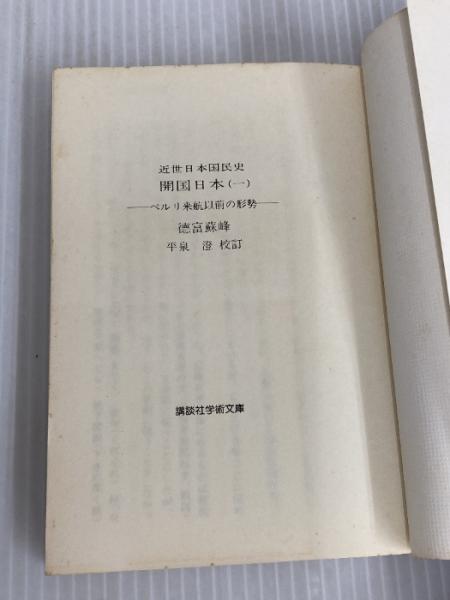 近世日本国民史
開国日本(一)
──ペルリ来航以前の形勢──
徳富蘇峰
平泉 澄 校訂
講談社学術文庫